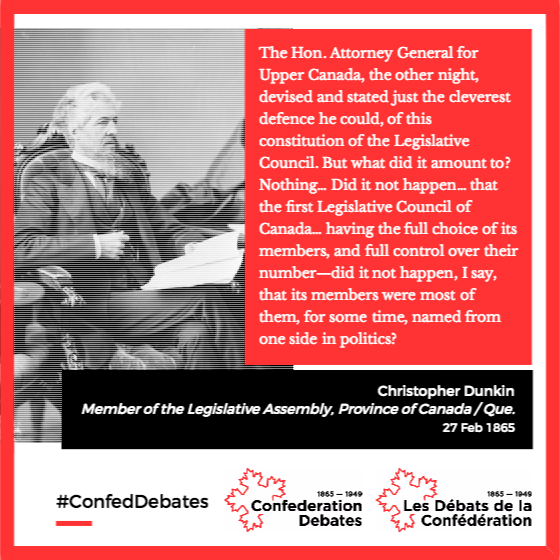 The Hon. Attorney General for
Upper Canada, the other night,
devised and stated just the cleverest
defence he could, of this
constitution of the Legislative
Council. But what did it amount to?
Nothing... Did it not happen... that
the first Legislative Council of
Canada... having the full choice of its
members, and full control over their
number—did it not happen, I say,
that its members were most of
them, for some time, named from
one side in politics?
Christopher Dunkin
Member of the Legislative Assembly, Province of Canada / Que.
27 Feb 1865
#ConfedDebates
1865 — 1949
Confederation
Debates
1865 — 1949
Les Débats de la
Confédération